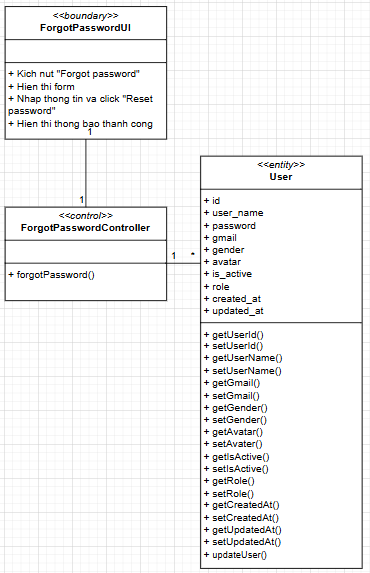 <<boundary>>
ForgotPasswordUI
+ Kich nut "Forgot password"
+ Hien thi form
+ Nhap thong tin va click "Reset
password"
+ Hien thi thong bao thanh cong
1
1
<<control>>
ForgotPasswordController
+ forgotPassword()
1
*
<<entity>>
User
+ id
+ user_name
+ password
+ gmail
+ gender
+ avatar
+ is_active
+ role
+ created_at
+ updated_at
+ getUserId()
+ setUserId()
+ getUserName()
+ setUserName()
+ getGmail()
+ setGmail()
+ getGender()
+ setGender()
+ getAvatar()
+ setAvater()
+ getIsActive()
+ setIsActive()
+ getRole()
+ setRole()
+ getCreatedAt()
+ setCreatedAt()
+ getUpdatedAt()
+ setUpdatedAt()
+ updateUser()